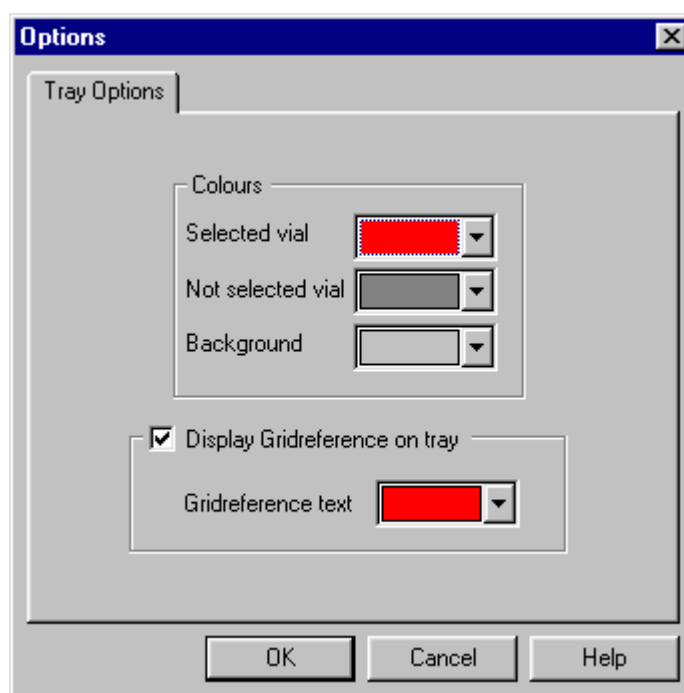 Options
Tray Options
Colours
Selected vial
Not selected vial
Background
Display Gridreference on tray
Gridreference text
OK Cancel Help